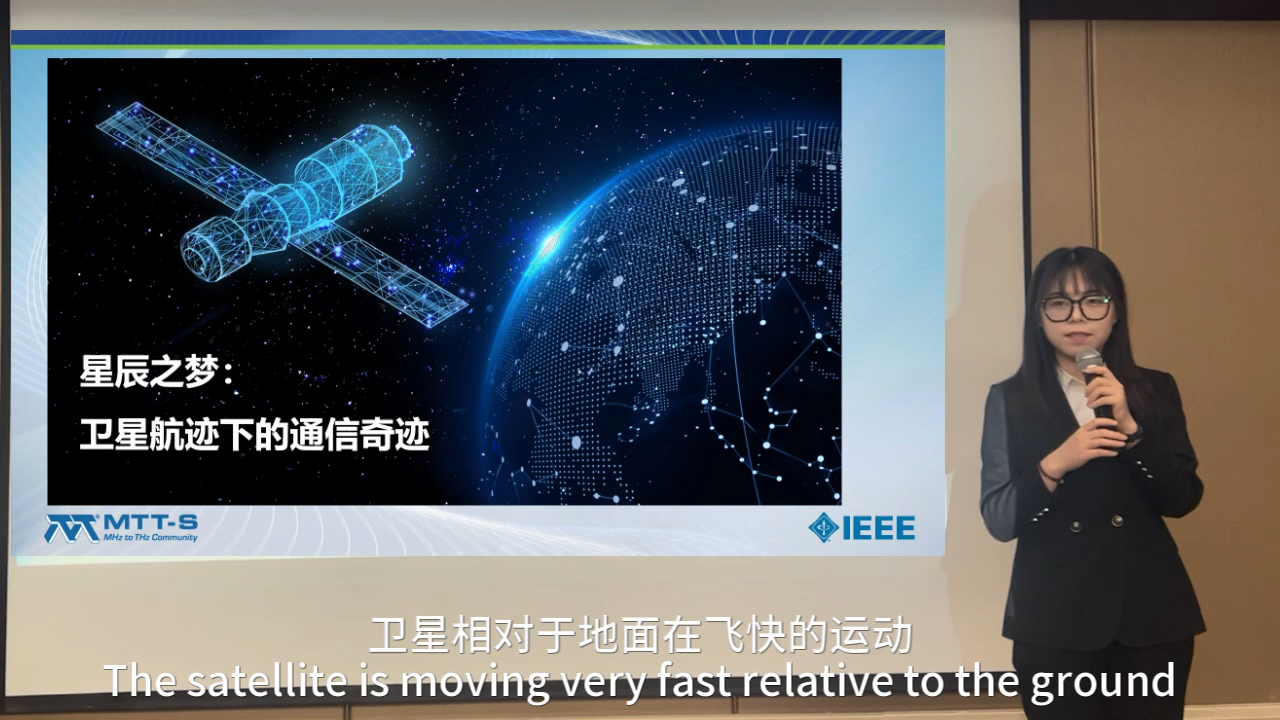 星辰之梦：
卫星航迹下的通信奇迹
MTT-S
MHz to THz Community
IEEE
卫星相对于地面在飞快的运动
The satellite is moving very fast relative to the ground